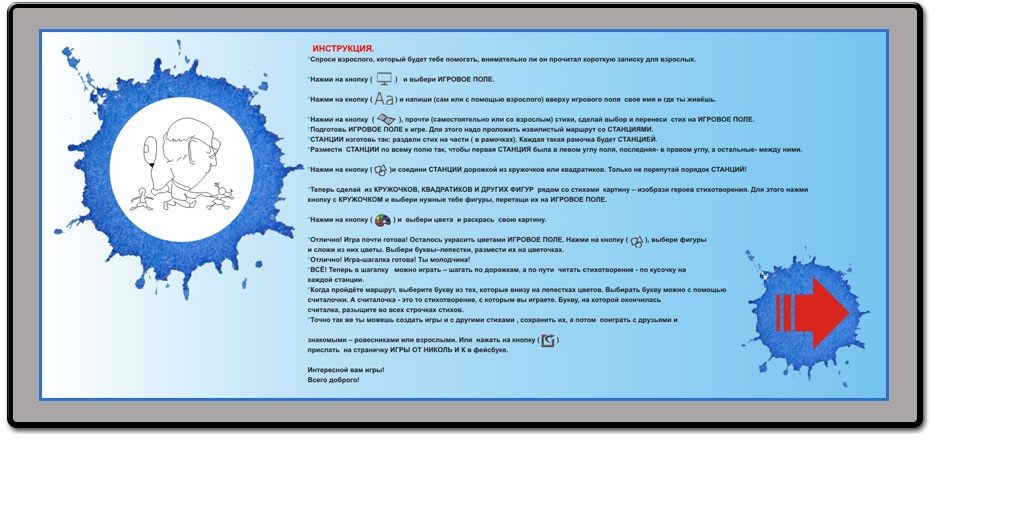 ИНСТРУКЦИЯ.
*Спроси взрослого, который будет тебе помогать, внимательно ли он прочитал короткую записку для взрослых.
*Нажми на кнопку ( ) и выбери ИГРОВОЕ ПОЛЕ.
*Нажми на кнопку ( Aa ) и напиши (сам или с помощью взрослого) вверху игрового поля свое имя и где ты живёшь.
*Нажми на кнопку ( ), прочти (самостоятельно или со взрослым) стихи, сделай выбор и перенеси стих на ИГРОВОЕ ПОЛЕ.
*Подготовь ИГРОВОЕ ПОЛЕ к игре. Для этого надо проложить извилистый маршрут со СТАНЦИЯМИ.
*СТАНЦИИ изготовь так: раздели стих на части ( в рамочках). Каждая такая рамочка будет СТАНЦИЕЙ.
*Размести СТАНЦИИ по всему полю так, чтобы первая СТАНЦИЯ была в левом углу поля, последняя- в правом углу, а остальные- между ними.
*Нажми на кнопку ( )и соедини СТАНЦИИ дорожкой из кружочков или квадратиков. Только не перепутай порядок СТАНЦИЙ!
*Теперь сделай из КРУЖОЧКОВ, КВАДРАТИКОВ И ДРУГИХ ФИГУР рядом со стихами картину – изобрази героев стихотворения. Для этого нажми
кнопку с КРУЖОЧКОМ и выбери нужные тебе фигуры, перетащи их на ИГРОВОЕ ПОЛЕ.
*Нажми на кнопку ( ) и выбери цвета и раскрась свою картину.
*Отлично! Игра почти готова! Осталось украсить цветами ИГРОВОЕ ПОЛЕ. Нажми на кнопку ( ), выбери фигуры
и сложи из них цветы. Выбери буквы–лепестки, размести их на цветочках.
*Отлично! Игра-шагалка готова! Ты молодчина!
*ВСЁ! Теперь в шагалку можно играть – шагать по дорожкам, а по пути читать стихотворение - по кусочку на
каждой станции.
*Когда пройдёте маршрут, выберите букву из тех, которые внизу на лепестках цветов. Выбирать букву можно с помощью
считалочки. А считалочка - это то стихотворение, с которым вы играете. Букву, на которой окончилась
считалка, разыщите во всех строчках стихов.
*Точно так же ты можешь создать игры и с другими стихами , сохранить их, а потом поиграть с друзьями и
знакомыми – ровесниками или взрослыми. Или нажать на кнопку ( )
прислать на страничку ИГРЫ ОТ НИКОЛЬ И К в фейсбуке.
Интересной вам игры!
Всего доброго!